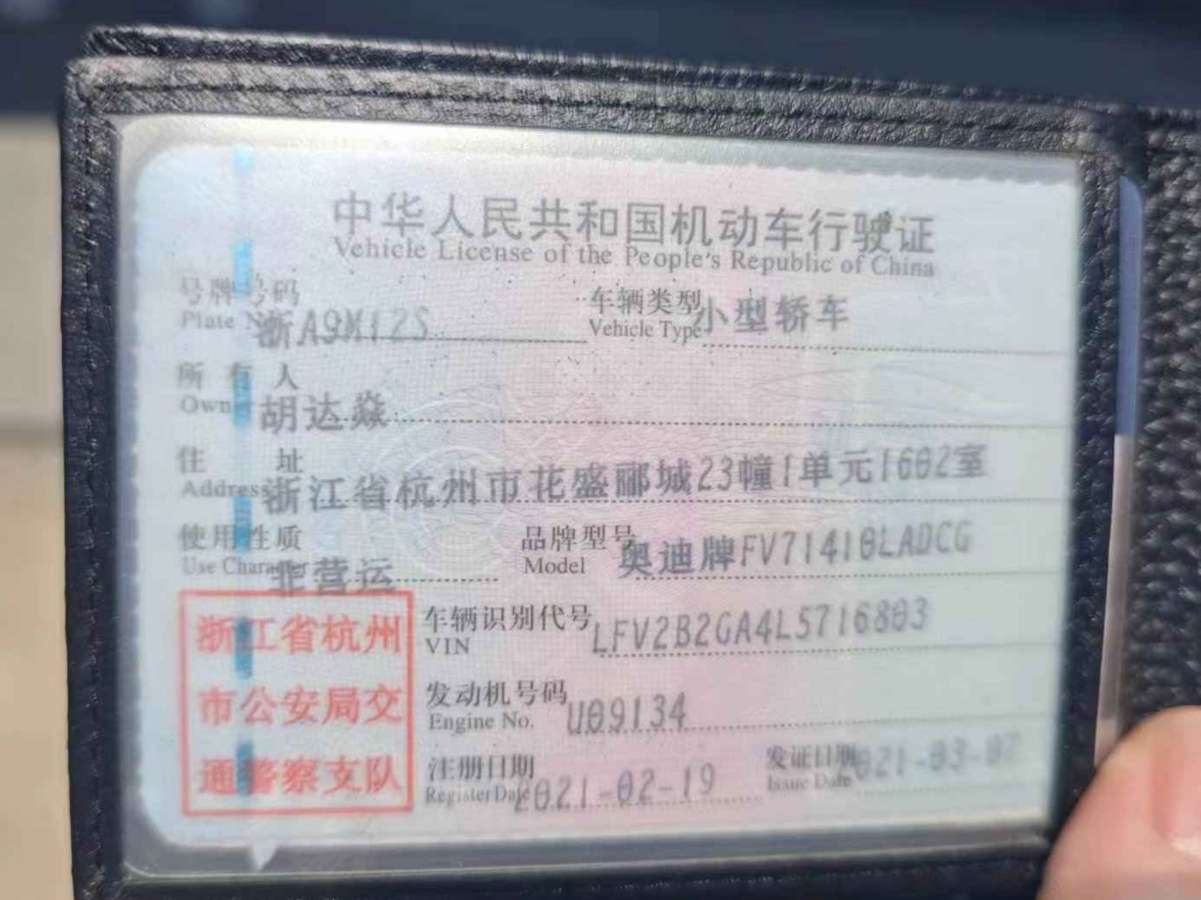 中华人民共和国机动车行驶证
Vehicle License of the People's Republic of China
号牌号码 浙A9M12S 车辆类型 小型轿车
Plate Vehicle Type
所有人 胡达焱
Owner
住址 浙江省杭州市花盛郦城23幢1单元1602室
Address
使用性质 非营运 品牌型号 奥迪牌FV71410LADCG
Use Character Model
浙江省杭州 车辆识别代号 LFV2B2GA4L5716803
VIN
市公安局交 发动机号码 U09134
Engine No.
通警察支队 注册日期 2021-02-19 发证日期
Register Date Issue Date